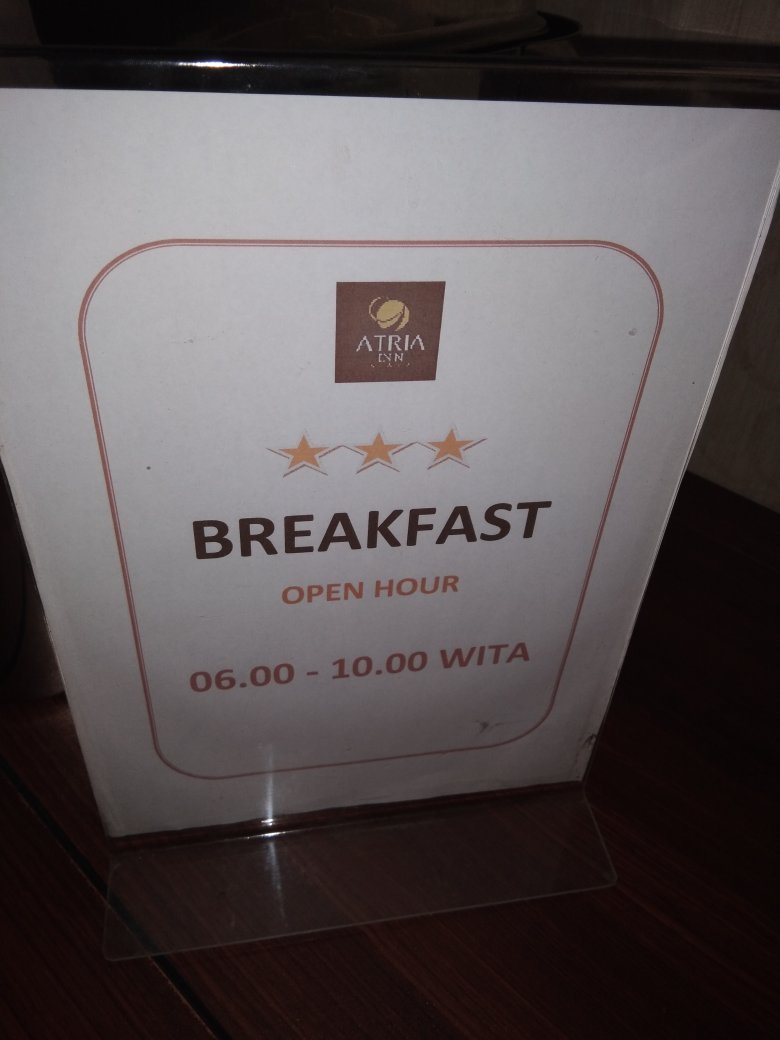 ATRIA
INN
BREAKFAST
OPEN HOUR
06.00 - 10.00 WITA